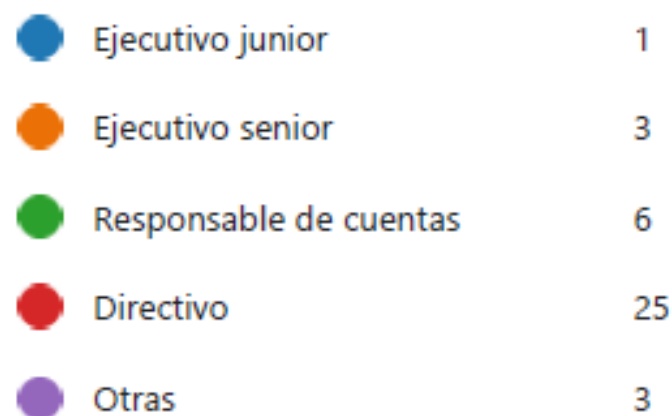 Ejecutivo junior 1
Ejecutivo senior 3
Responsable de cuentas 6
Directivo 25
Otras 3